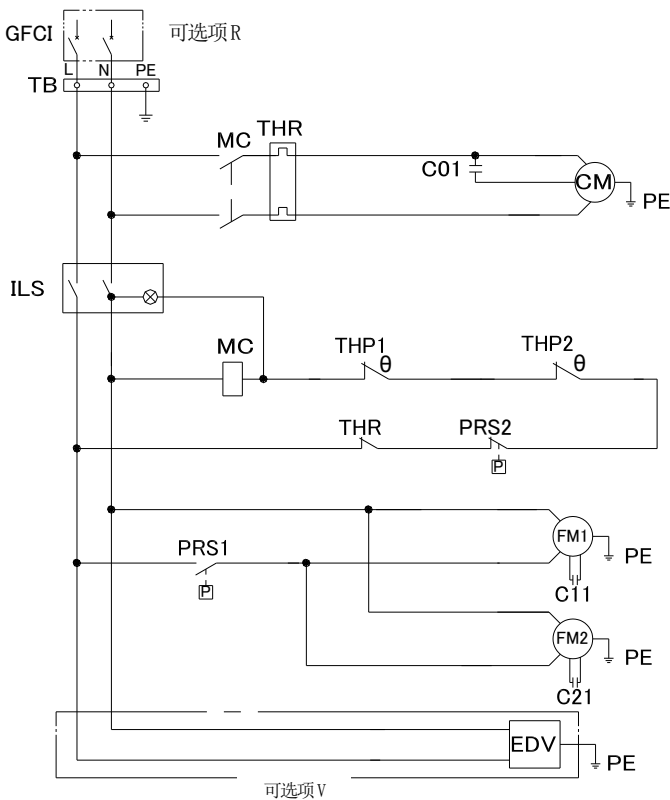 GFCI
可选项R
L N PE
TB
MC THR
C01
CM
PE
ILS
MC
THP1
θ
THP2
θ
THR
PRS2
P
PRS1
P
FM1
PE
C11
FM2
PE
C21
EDV
PE
可选项V